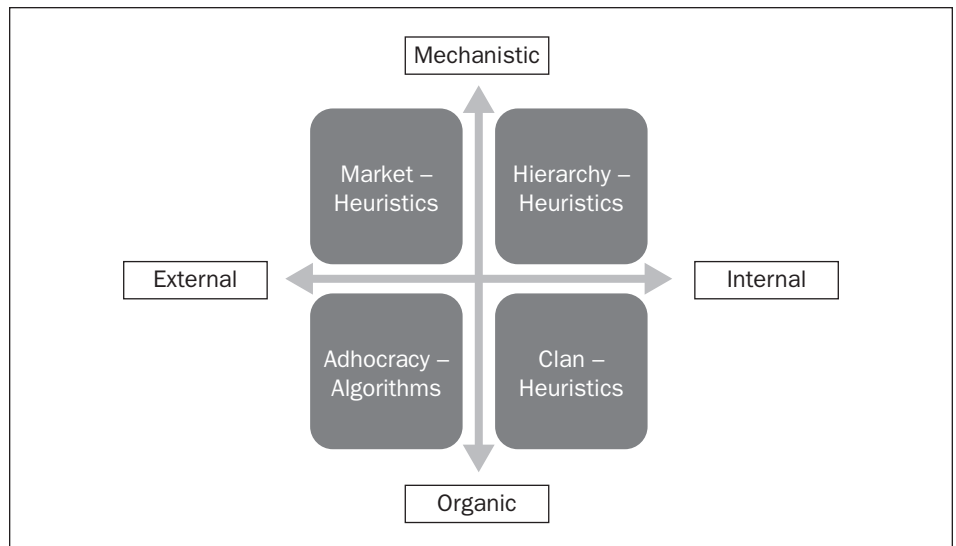 Mechanistic
Market –
Heuristics
Hierarchy –
Heuristics
External
Internal
Adhocracy –
Algorithms
Clan –
Heuristics
Organic